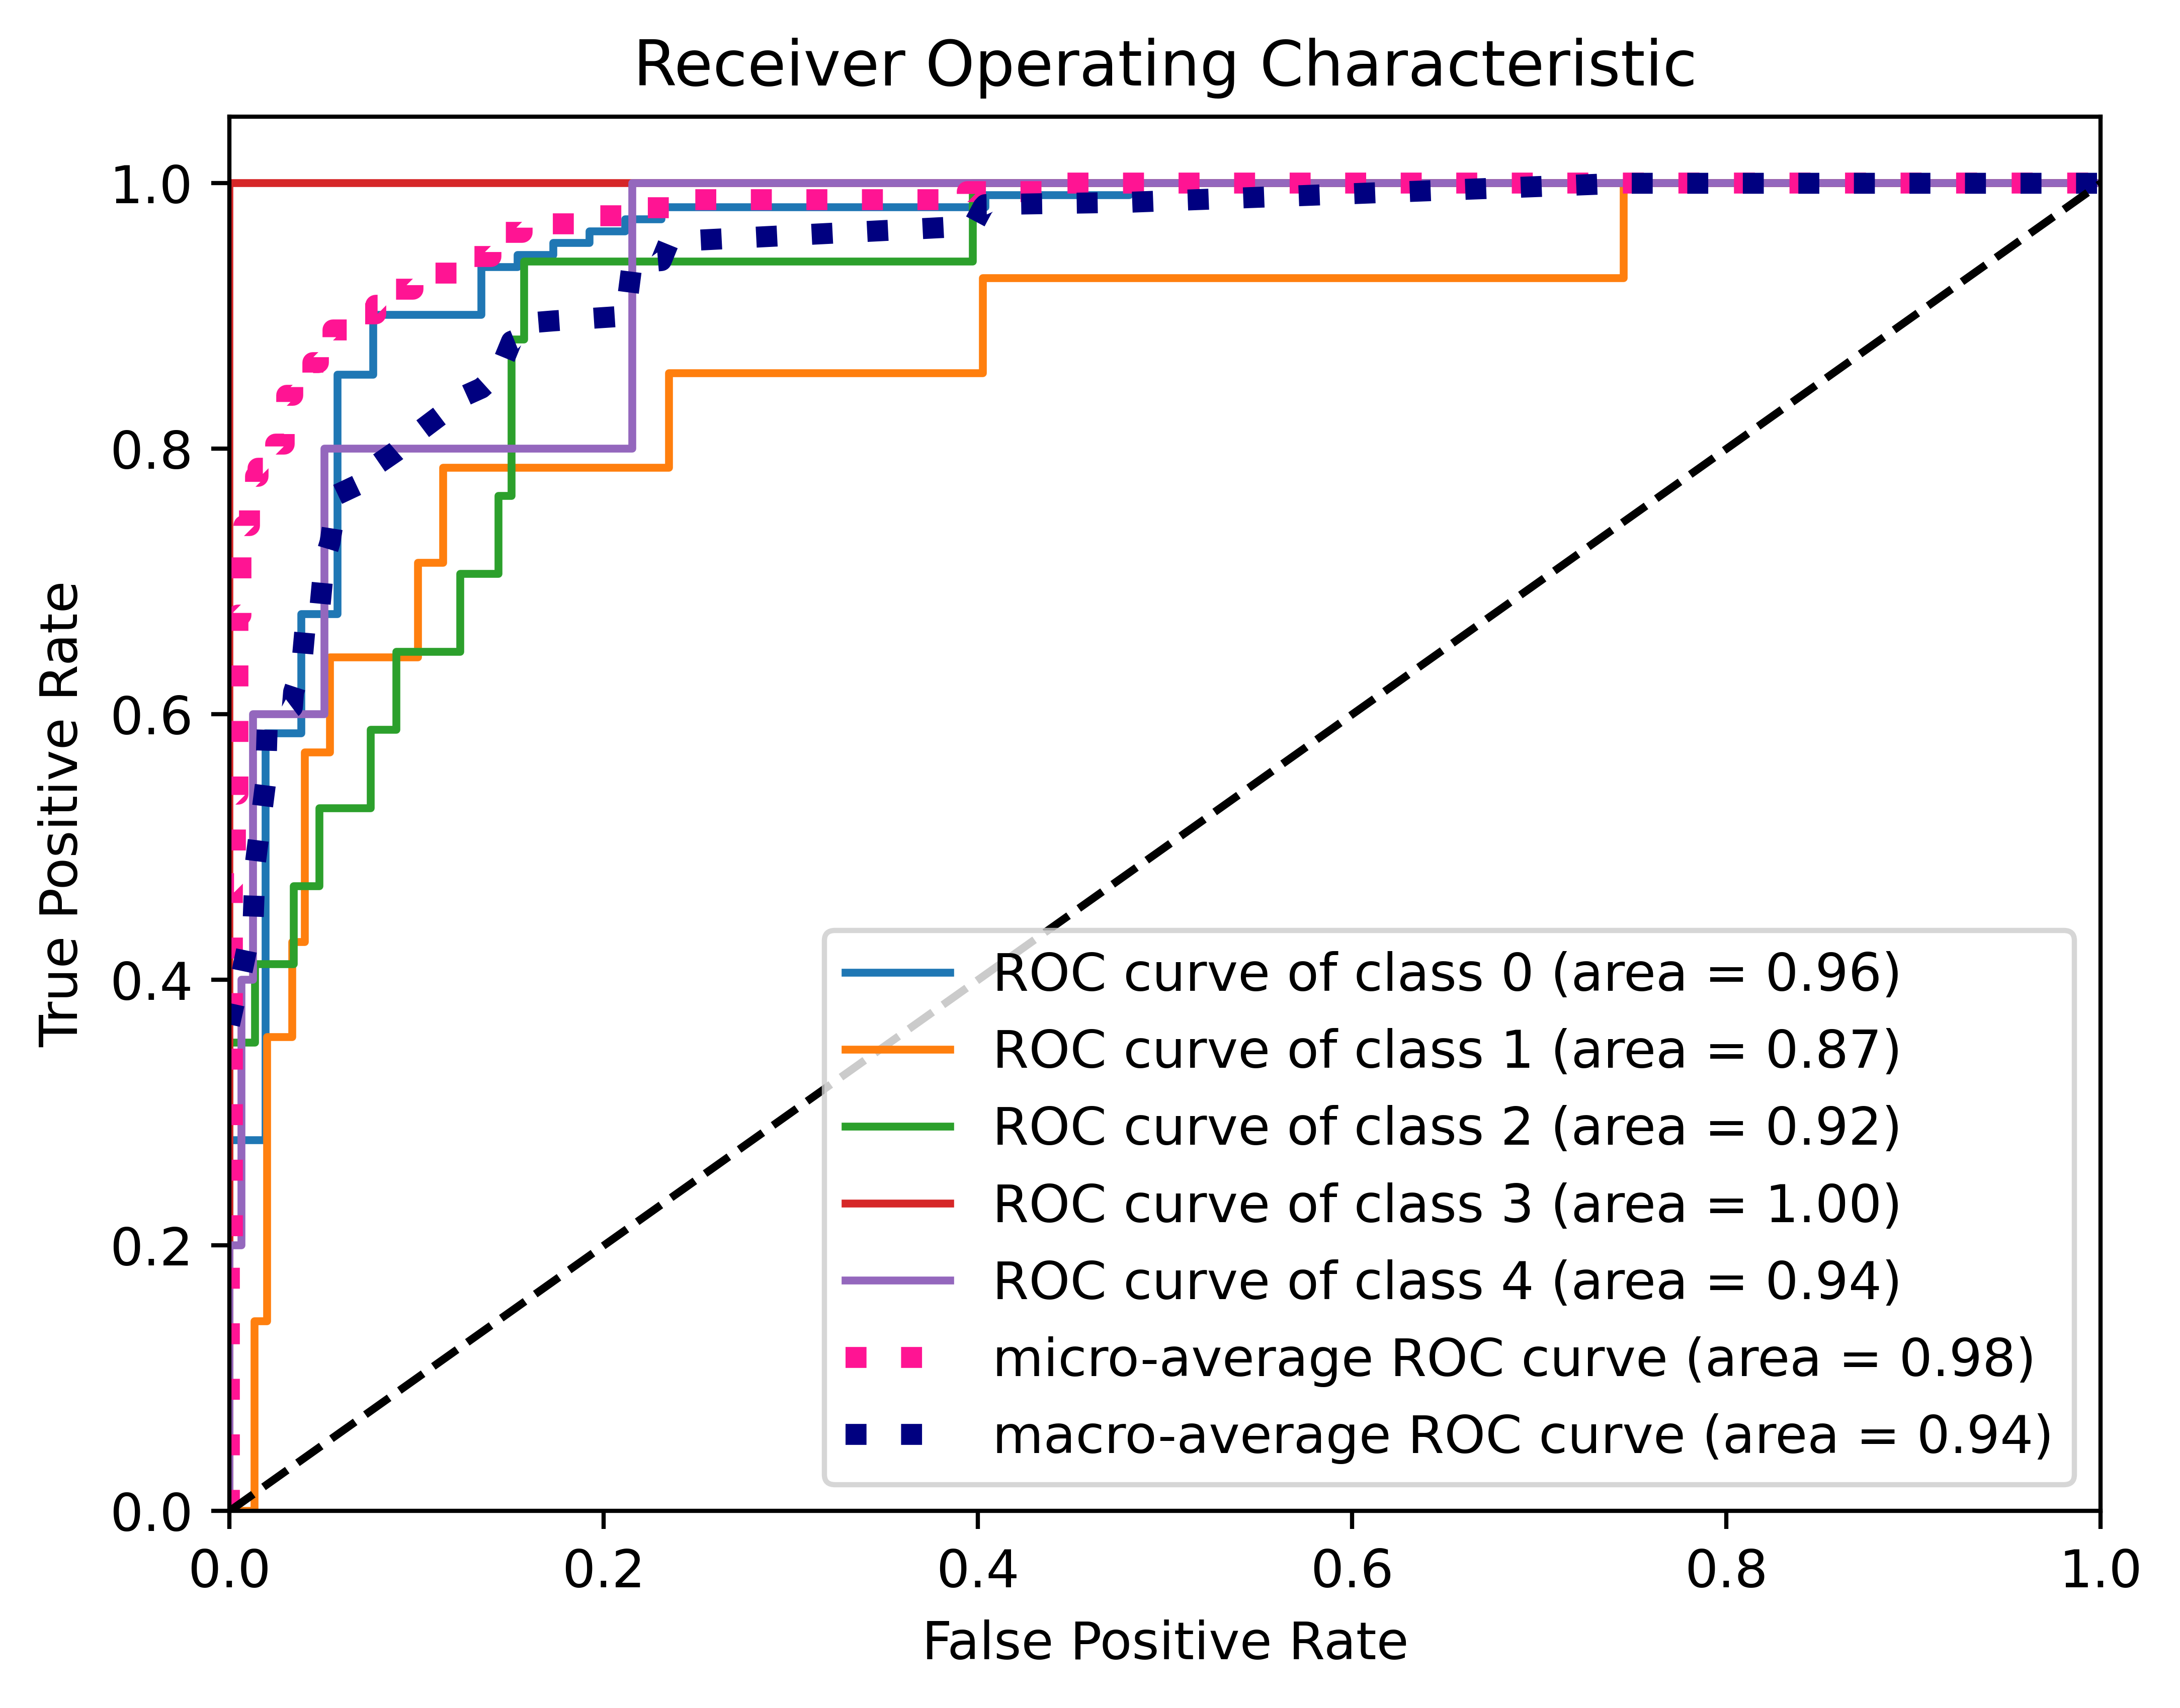 Receiver Operating Characteristic
1.0
0.8
0.6
0.4
0.2
0.0
True Positive Rate
ROC curve of class 0 (area = 0.96)
ROC curve of class 1 (area = 0.87)
ROC curve of class 2 (area = 0.92)
ROC curve of class 3 (area = 1.00)
ROC curve of class 4 (area = 0.94)
micro-average ROC curve (area = 0.98)
macro-average ROC curve (area = 0.94)
0.0 0.2 0.4 0.6 0.8 1.0
False Positive Rate